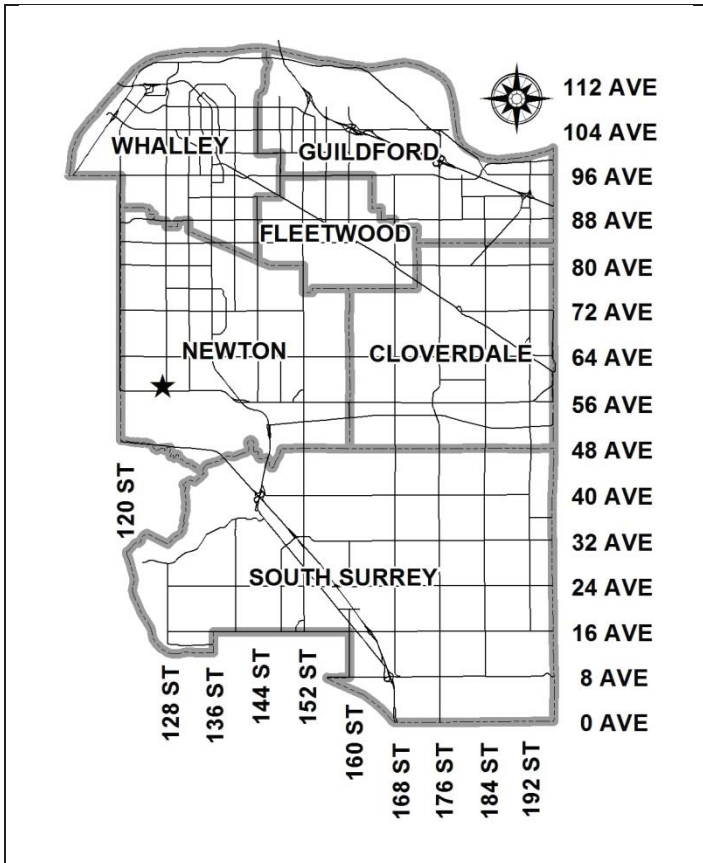 112 AVE
104 AVE
WHALLEY
GUILDFORD
96 AVE
88 AVE
FLEETWOOD
80 AVE
72 AVE
NEWTON
CLOVERDALE
64 AVE
56 AVE
48 AVE
120 ST
40 AVE
32 AVE
SOUTH SURREY
24 AVE
16 AVE
8 AVE
0 AVE
128 ST
136 ST
144 ST
152 ST
160 ST
168 ST
176 ST
184 ST
192 ST